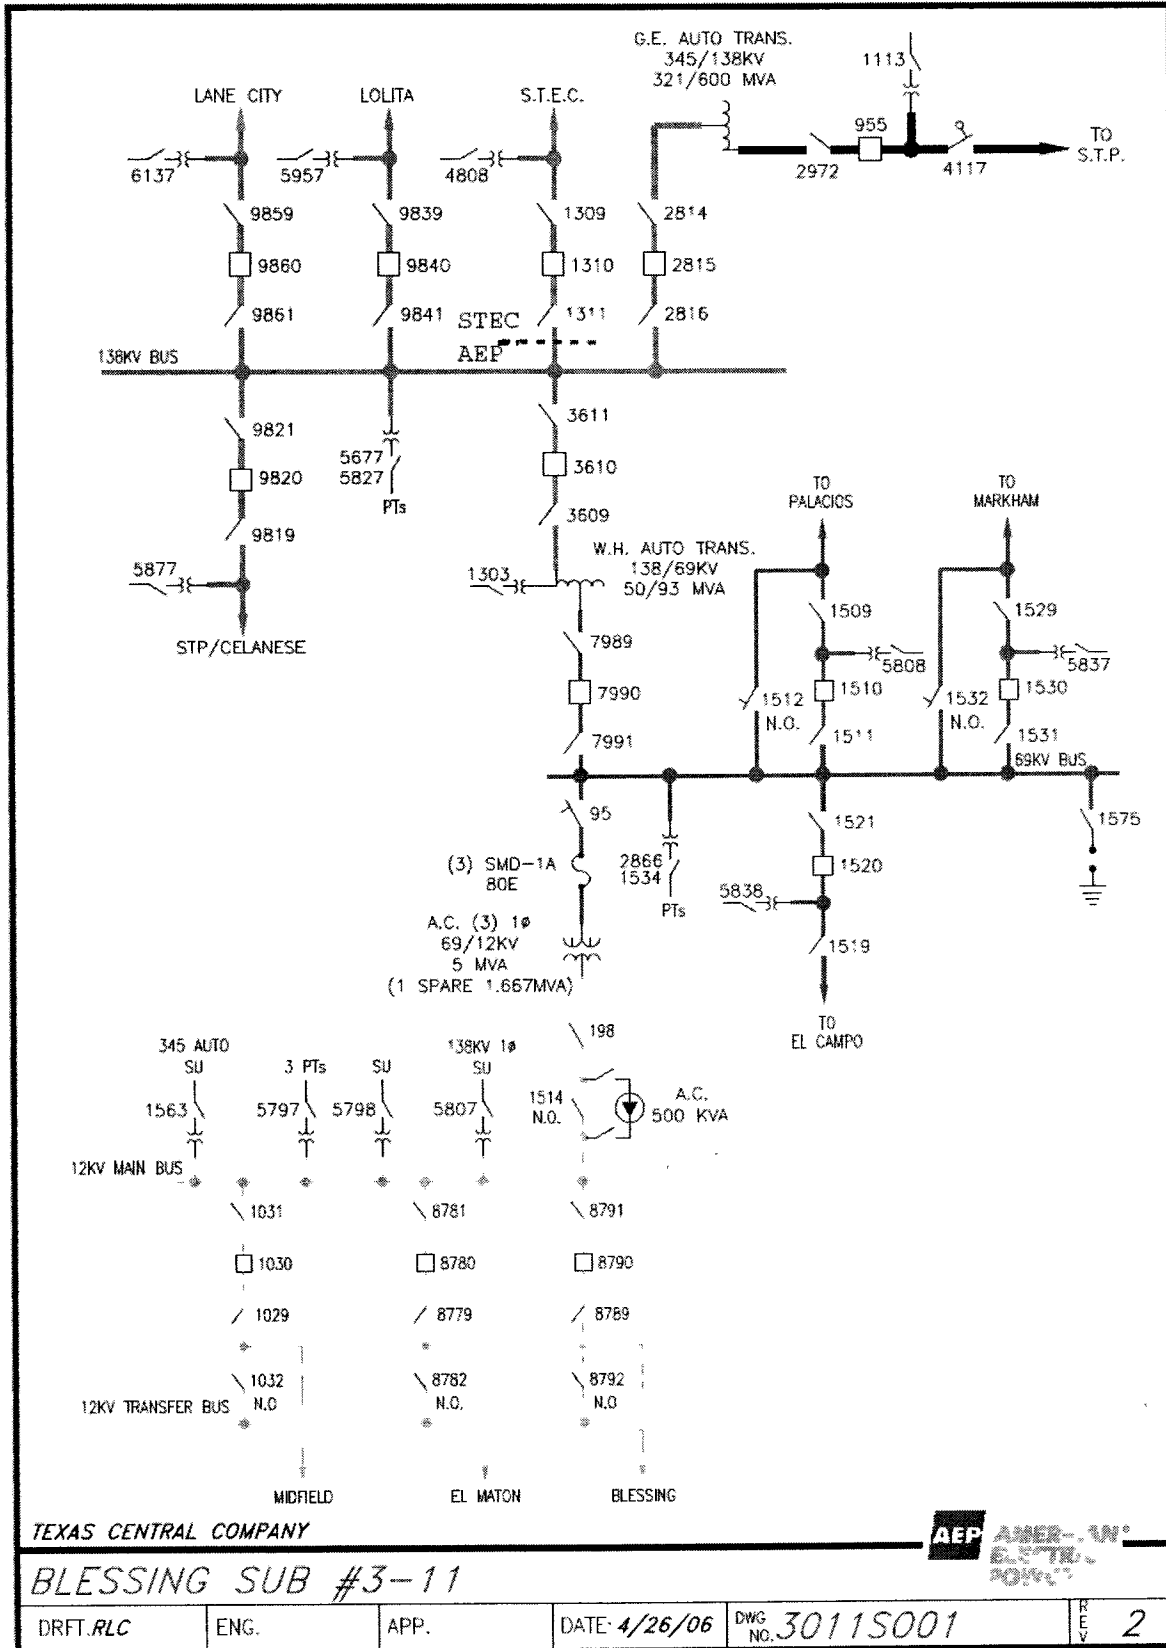 G.E. AUTO TRANS.
345/138KV
321/600 MVA
1113
LANE CITY
LOLITA
S.T.E.C.
955
TO
S.T.P.
6137
5957
4808
2972
4117
9859
9839
1309
2814
9860
9840
1310
2815
9861
9841
STEC
1311
2816
138KV BUS
AEP
9821
3611
5677
5827
PTs
9820
3610
9819
3609
TO
PALACIOS
TO
MARKHAM
5877
1303
W.H. AUTO TRANS.
138/69KV
50/93 MVA
STP/CELANESE
1509
1529
7989
5808
5837
7990
1512
N.O.
1510
1532
N.O.
1530
7991
1511
1531
69KV BUS
95
1521
1575
(3) SMD-1A
80E
2866
1534
PTs
1520
5838
A.C. (3) 1ø
69/12KV
5 MVA
(1 SPARE 1.667MVA)
1519
198
TO
EL CAMPO
345 AUTO
SU
3 PTs
SU
138KV 1ø
SU
1563
5797
5798
5807
1514
N.O.
A.C.
500 KVA
12KV MAIN BUS
1031
8781
8791
1030
8780
8790
1029
8779
8789
1032
N.O
8782
N.O.
8792
N.O
12KV TRANSFER BUS
MIDFIELD
EL MATON
BLESSING
TEXAS CENTRAL COMPANY
AEP
BLESSING SUB #3-11
DRFT.RLC
ENG.
APP.
DATE: 4/26/06
DWG NO. 3011S001
REV 2